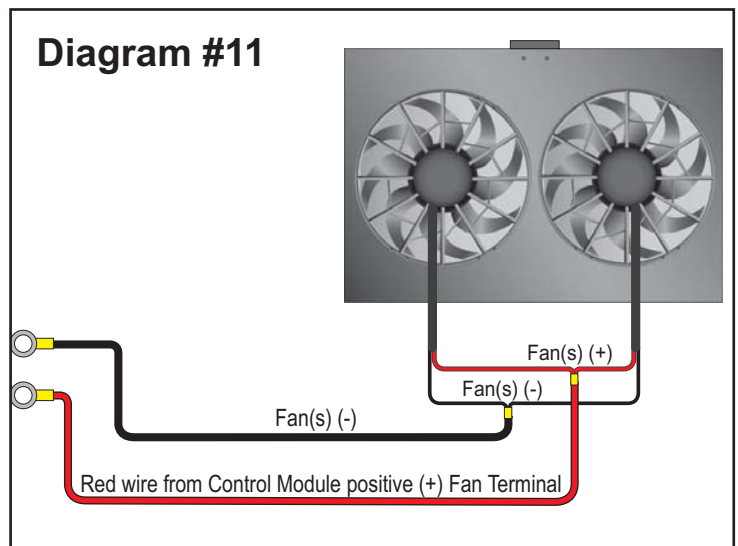 Diagram #11
Fan(s) (+)
Fan(s) (-)
Fan(s) (-)
Red wire from Control Module positive (+) Fan Terminal